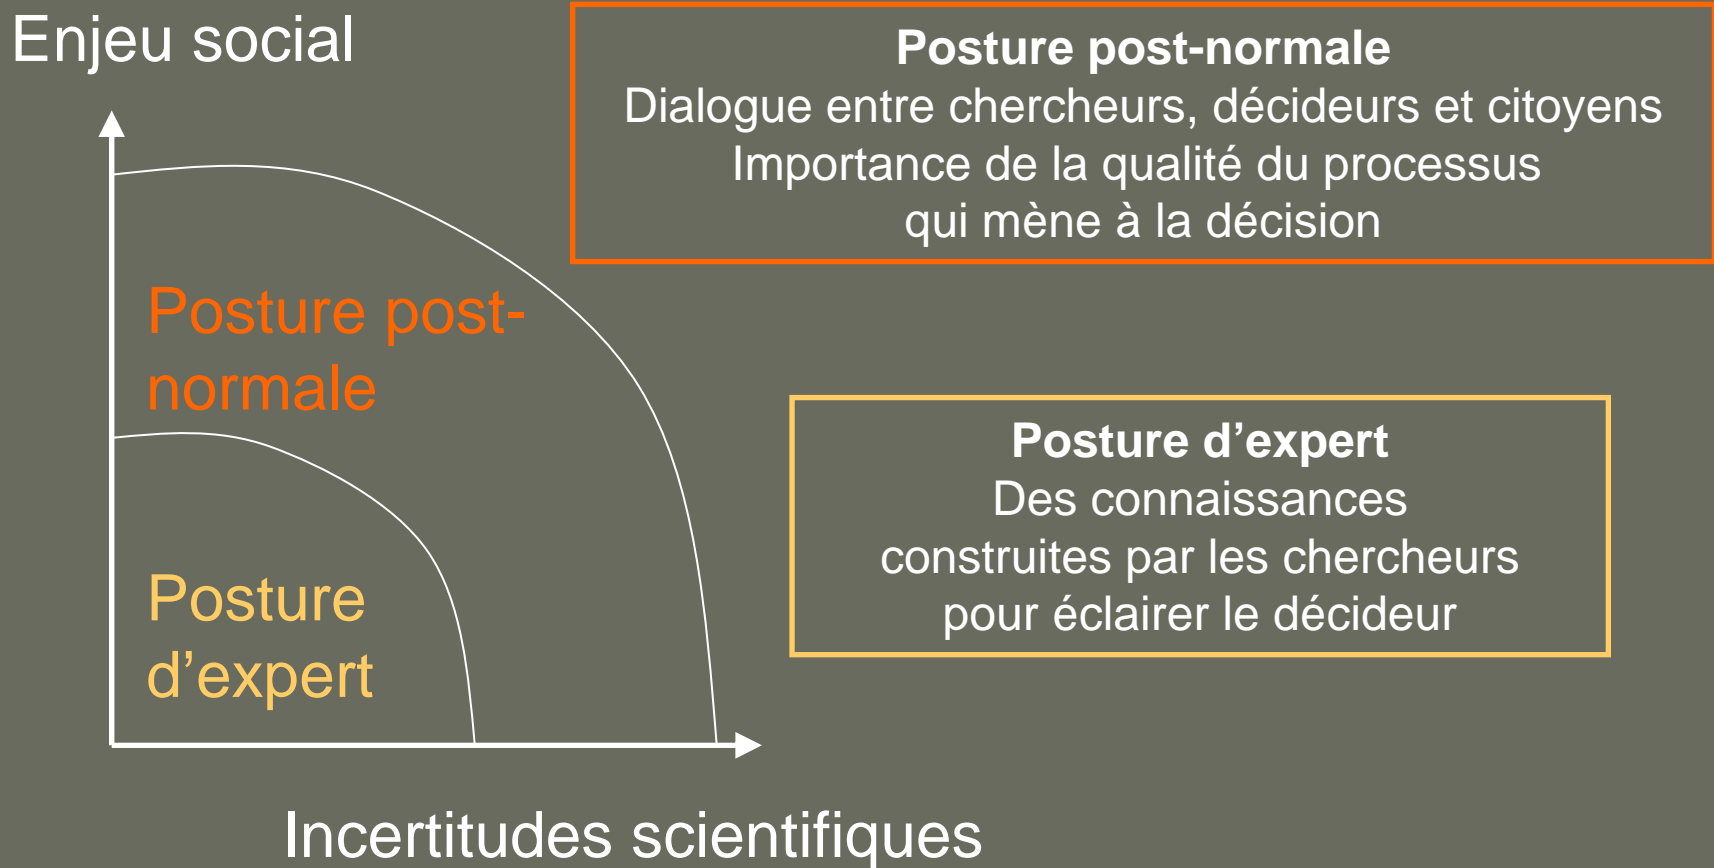 Enjeu social
Posture post-normale
Dialogue entre chercheurs, décideurs et citoyens
Importance de la qualité du processus
qui mène à la décision
Posture post-
normale
Posture d’expert
Des connaissances
construites par les chercheurs
pour éclairer le décideur
Posture
d’expert
Incertitudes scientifiques